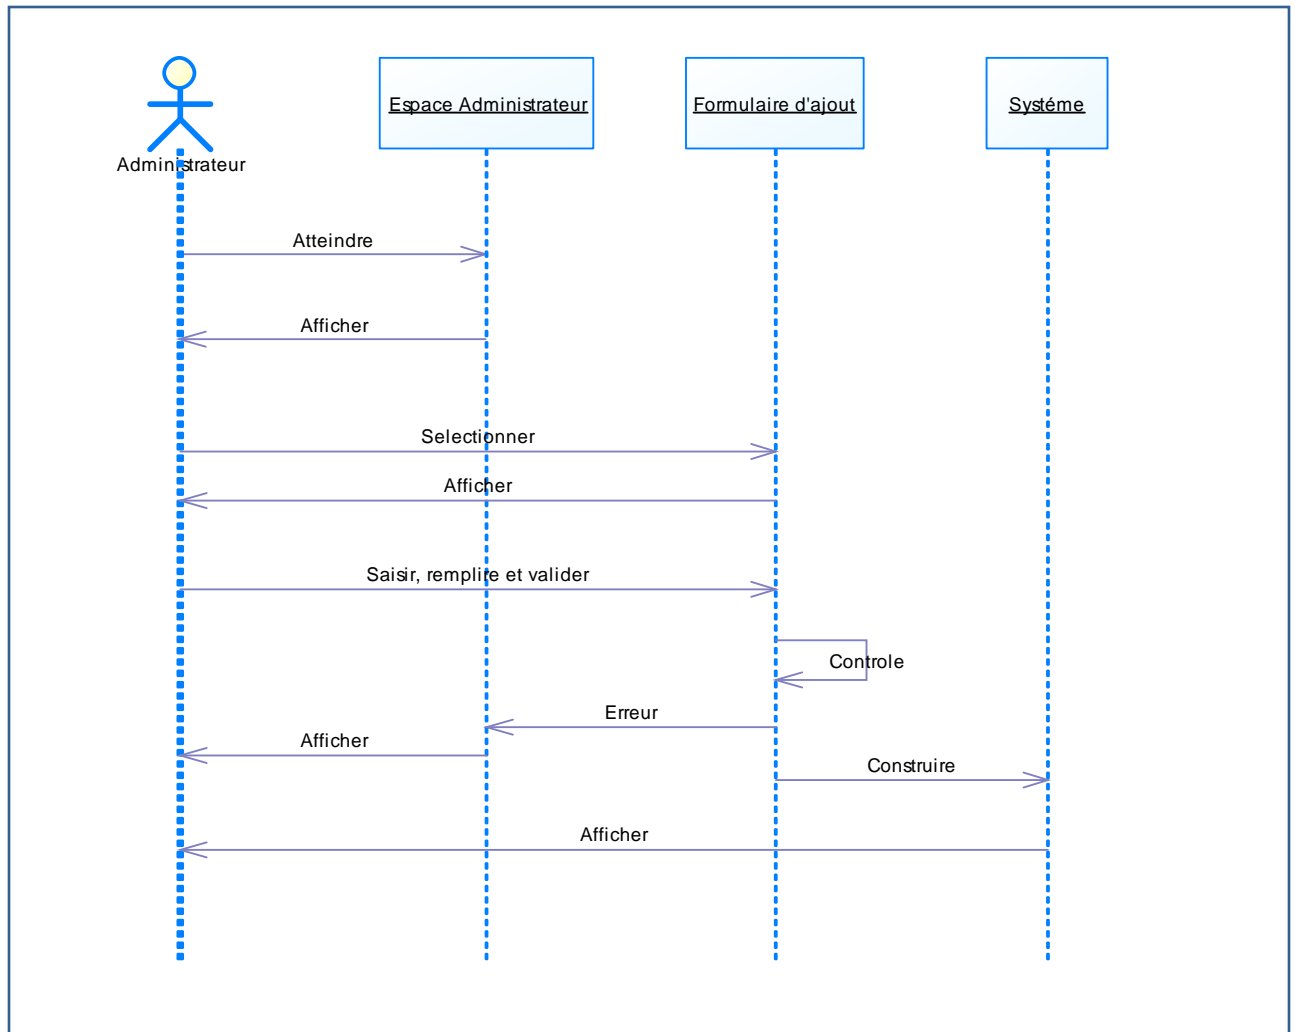 Espace Administrateur
Formulaire d'ajout
Systéme
Administrateur
Atteindre
Afficher
Selectionner
Afficher
Saisir, remplire et valider
Controle
Erreur
Afficher
Construire
Afficher